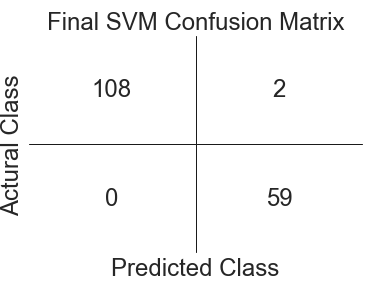 Final SVM Confusion Matrix
Actural Class
108 2
0 59
Predicted Class